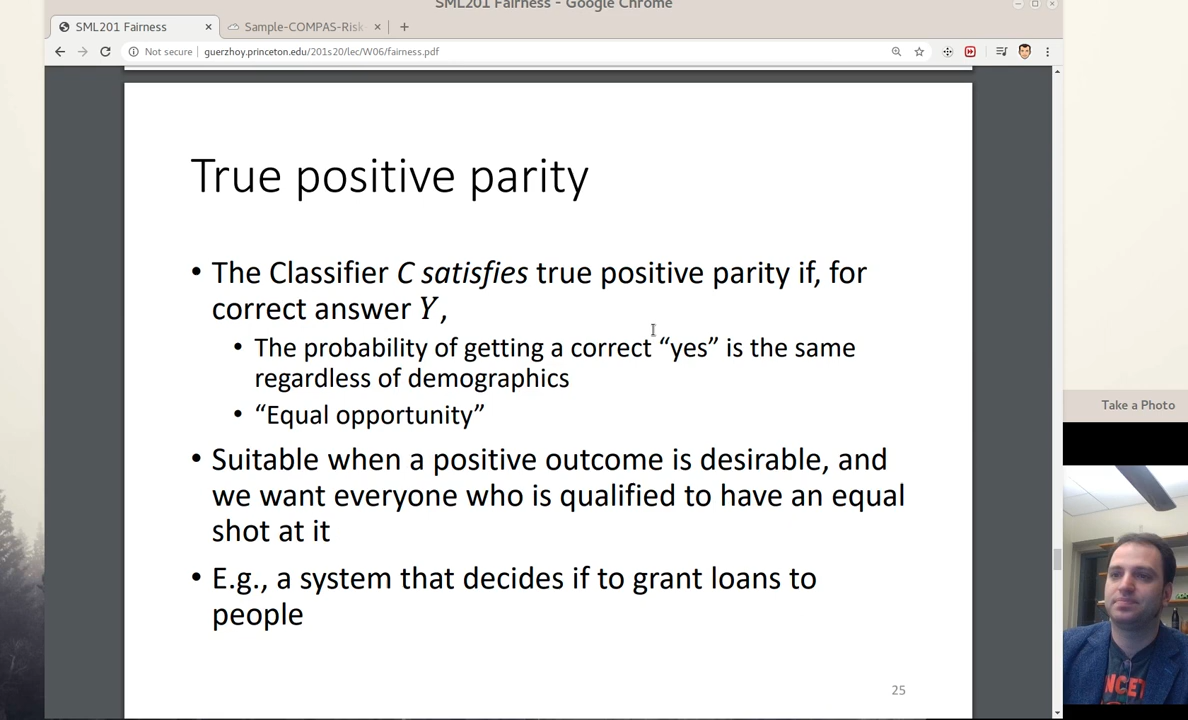 SML201 Fairness - Google Chrome
SML201 Fairness
Sample-COMPAS-Risk
Not secure
guerzhoy.princeton.edu/201s20/lec/W06/fairness.pdf
True positive parity
• The Classifier C satisfies true positive parity if, for
correct answer Y,
• The probability of getting a correct “yes” is the same
regardless of demographics
• “Equal opportunity”
• Suitable when a positive outcome is desirable, and
we want everyone who is qualified to have an equal
shot at it
• E.g., a system that decides if to grant loans to
people
25
Take a Photo